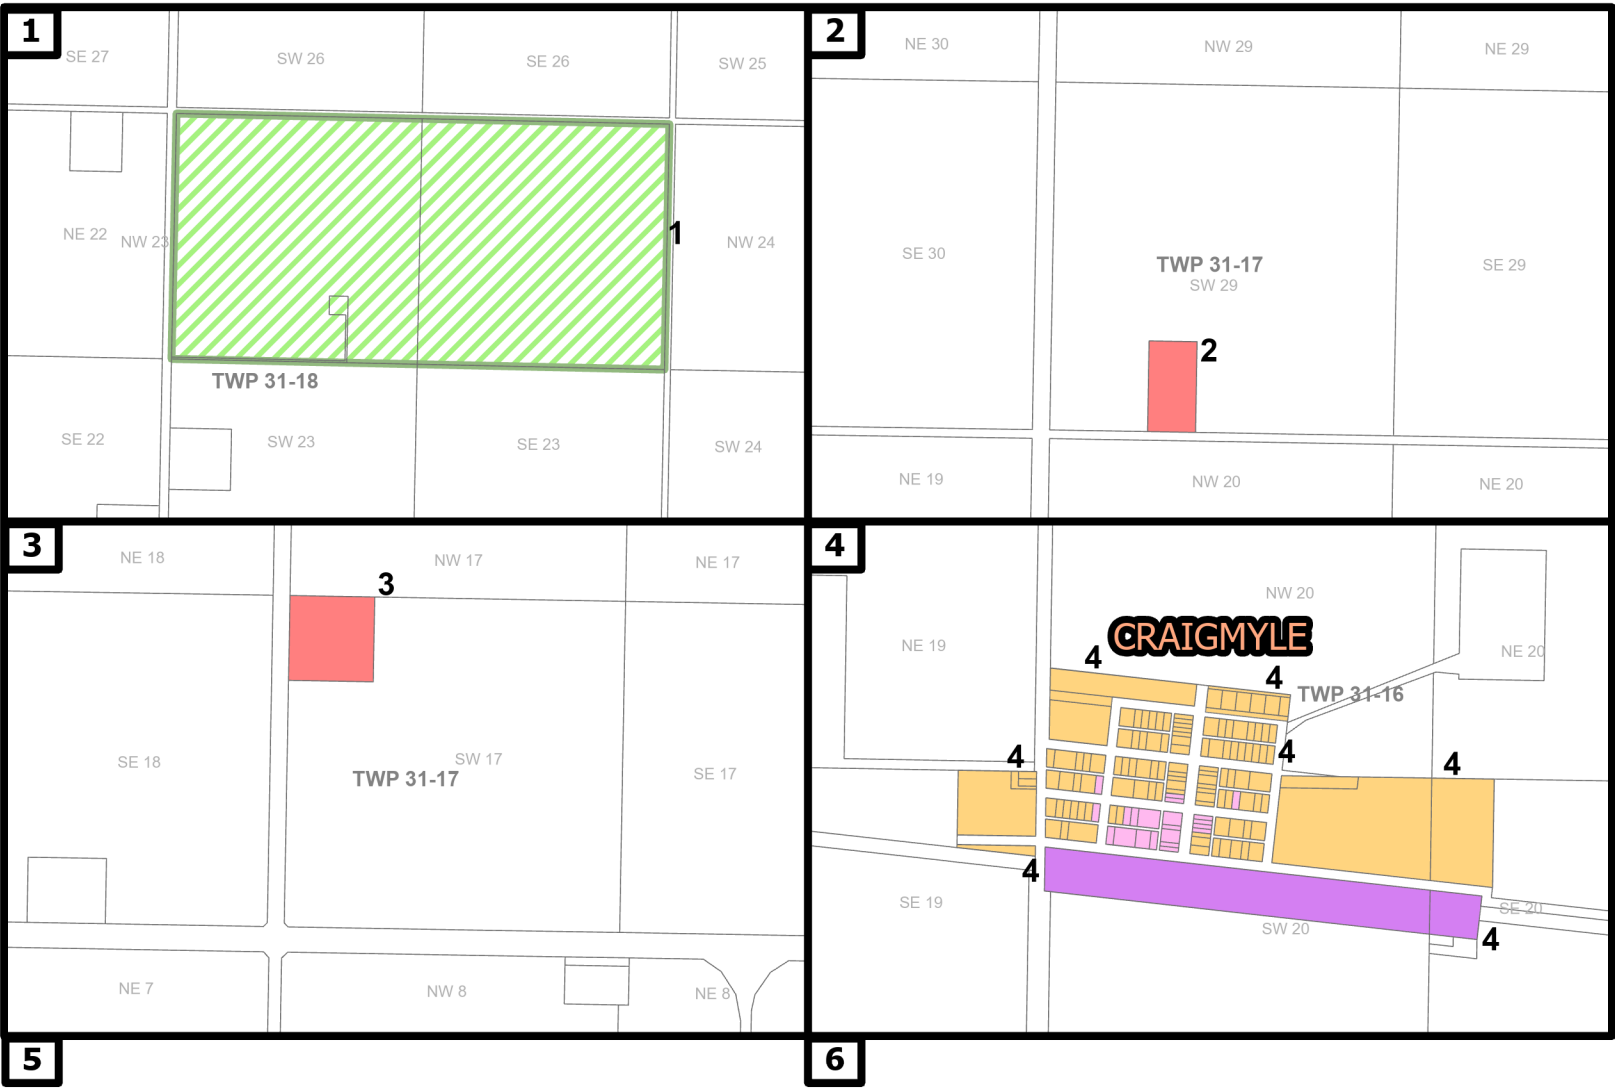 1
SE 27
SW 26
SE 26
SW 25
NE 22
NW 23
1
NW 24
TWP 31-18
SE 22
SW 23
SE 23
SW 24
2
NE 30
NW 29
NE 29
SE 30
TWP 31-17
SW 29
SE 29
2
NE 19
NW 20
NE 20
3
NE 18
NW 17
NE 17
3
SE 18
SW 17
TWP 31-17
SE 17
NE 7
NW 8
NE 8
4
NW 20
NE 19
CRAIGMYLE
NE 20
4
4
TWP 31-16
4
4
4
4
SE 19
SE 20
SW 20
4
5
6